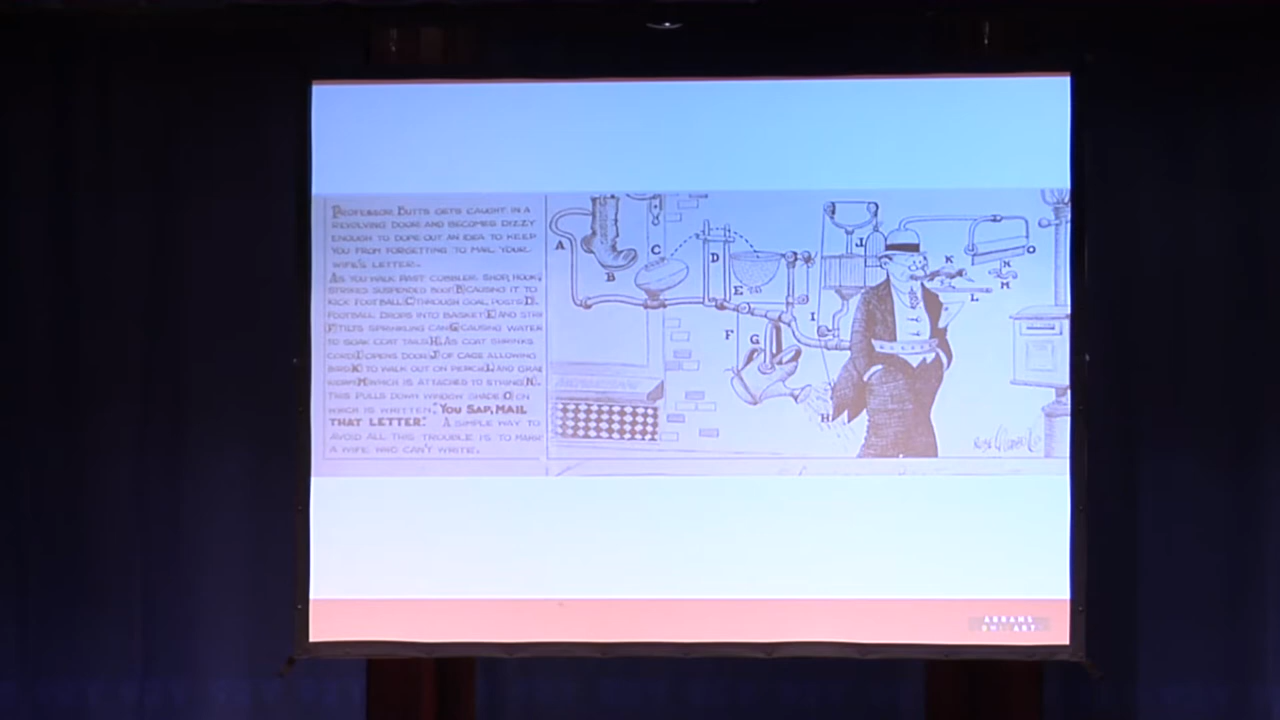 PROFESSOR BUTTS GETS CAUGHT IN A
REVOLVING DOOR AND BECOMES DIZZY
ENOUGH TO DOPE OUT AN IDEA TO KEEP
YOU FROM FORGETTING TO MAIL YOUR
WIFE'S LETTER.
AS YOU WALK PAST COBBLER SHOP, HOOK
STRIKES SUSPENDED BOOT B CAUSING IT TO
KICK FOOTBALL C THROUGH GOAL POSTS D.
FOOTBALL DROPS INTO BASKET E AND
F TILTS SPRINKLING CAN G CAUSING WATER
TO SOAK COAT TAILS H. AS COAT SHRINKS
CORD I OPENS DOOR J OF CAGE ALLOWING
BIRD K TO WALK OUT ON PERCH L AND
WORM M WHICH IS ATTACHED TO STRING N.
THIS PULLS DOWN WINDOW SHADE O ON
WHICH IS WRITTEN, "YOU SAP, MAIL
THAT LETTER." A SIMPLE WAY TO
AVOID ALL THIS TROUBLE IS TO MARRY
A WIFE WHO CAN'T WRITE.
A
B
C
D
E
F
G
H
I
J
K
L
M
N
O
RUBE GOLDBERG
ABRAMS